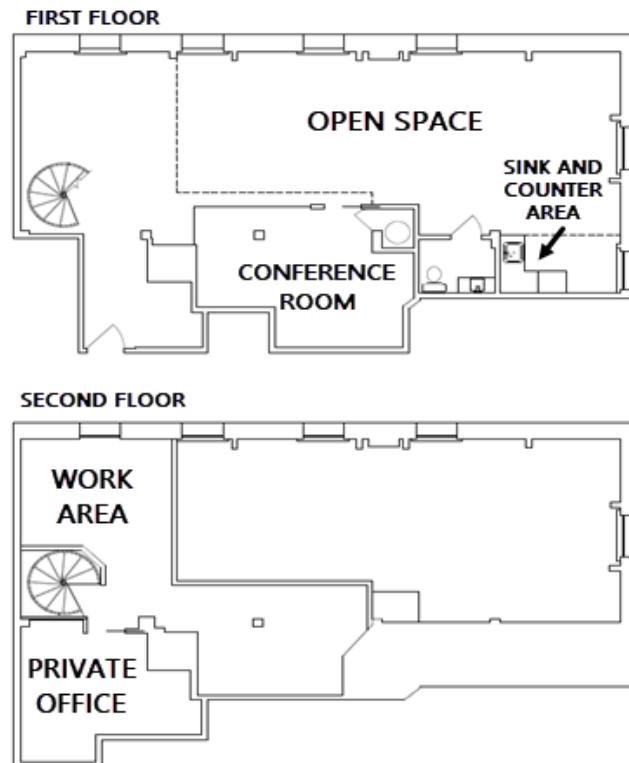 FIRST FLOOR
OPEN SPACE
SINK AND
COUNTER
AREA
CONFERENCE
ROOM
SECOND FLOOR
WORK
AREA
PRIVATE
OFFICE